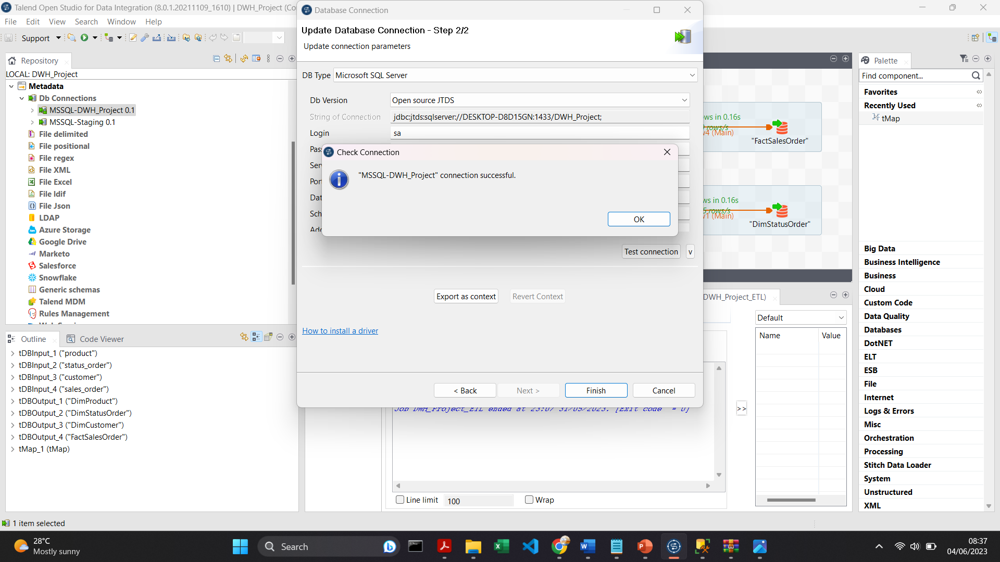 Talend Open Studio for Data Integration (8.0.1.20211109_1610) | DWH_Project (Co
File Edit View Search Window Help
Support
Repository
LOCAL: DWH_Project
Metadata
Db Connections
MSSQL-DWH_Project 0.1
MSSQL-Staging 0.1
File delimited
File positional
File regex
File XML
File Excel
File ldif
File Json
LDAP
Azure Storage
Google Drive
Marketo
Salesforce
Snowflake
Generic schemas
Talend MDM
Rules Management
Outline
Code Viewer
tDBInput_1 ("product")
tDBInput_2 ("status_order")
tDBInput_3 ("customer")
tDBInput_4 ("sales_order")
tDBOutput_1 ("DimProduct")
tDBOutput_2 ("DimStatusOrder")
tDBOutput_3 ("DimCustomer")
tDBOutput_4 ("FactSalesOrder")
tMap_1 (tMap)
1 item selected
Database Connection
Update Database Connection - Step 2/2
Update connection parameters
DB Type Microsoft SQL Server
Db Version Open source JTDS
String of Connection jdbc:jtds:sqlserver://DESKTOP-D8D15GN:1433/DWH_Project;
Login sa
Pas
Ser
Por
Dat
Sch
Check Connection
"MSSQL-DWH_Project" connection successful.
OK
Test connection v
Export as context Revert Context
How to install a driver
< Back Next > Finish Cancel
ws in 0.16s
rows/s
w4 (Main)
"FactSalesOrder"
ws in 0.16s
5 rows/s
w1 (Main)
"DimStatusOrder"
DWH_Project_ETL)
Default
Name Value
>>
Job DWH_Project_ETL ended at 23:07 31/05/2023. [Exit code = 0]
Line limit 100 Wrap
Palette
Find component...
Favorites
Recently Used
tMap
Big Data
Business Intelligence
Business
Cloud
Custom Code
Data Quality
Databases
DotNET
ELT
ESB
File
Internet
Logs & Errors
Misc
Orchestration
Processing
Stitch Data Loader
System
Unstructured
XML
28°C
Mostly sunny
Search
08:37
04/06/2023